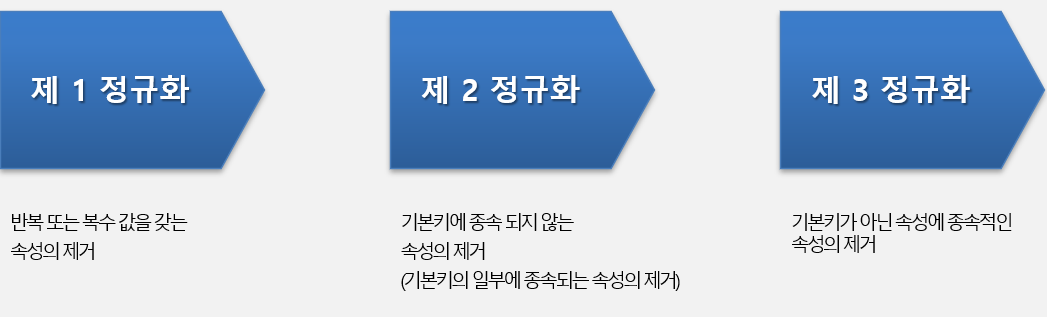 제 1 정규화
반복 또는 복수 값을 갖는
속성의 제거
제 2 정규화
기본키에 종속 되지 않는
속성의 제거
(기본키의 일부에 종속되는 속성의 제거)
제 3 정규화
기본키가 아닌 속성에 종속적인
속성의 제거